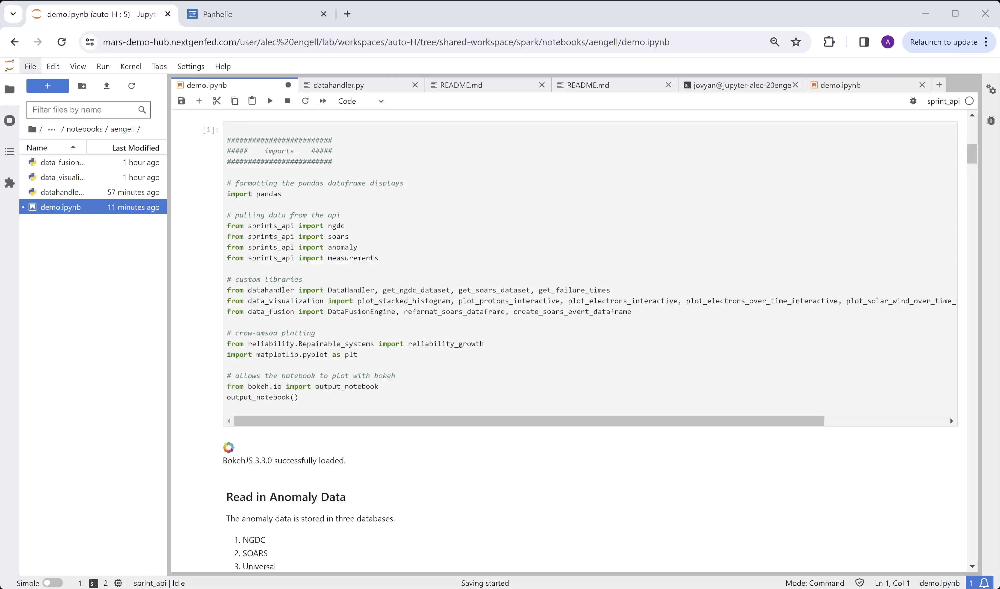 demo.ipynb (auto-H : 5) - Jupyt
Panhelio
mars-demo-hub.nextgenfed.com/user/alec%20engell/lab/workspaces/auto-H/tree/shared-workspace/spark/notebooks/aengell/demo.ipynb
A
Relaunch to update
File Edit View Run Kernel Tabs Settings Help
demo.ipynb datahandler.py README.md README.md jovyan@jupyter-alec-20enge demo.ipynb
Code
sprint_api
Filter files by name
/ ... / notebooks / aengell /
Name Last Modified
data_fusion... 1 hour ago
data_visuali... 1 hour ago
datahandle... 57 minutes ago
demo.ipynb 11 minutes ago
[1]:
#########################
##### imports #####
#########################
# formatting the pandas dataframe displays
import pandas
# pulling data from the api
from sprints_api import ngdc
from sprints_api import soars
from sprints_api import anomaly
from sprints_api import measurements
# custom libraries
from datahandler import DataHandler, get_ngdc_dataset, get_soars_dataset, get_failure_times
from data_visualization import plot_stacked_histogram, plot_protons_interactive, plot_electrons_interactive, plot_electrons_over_time_interactive, plot_solar_wind_over_time_
from data_fusion import DataFusionEngine, reformat_soars_dataframe, create_soars_event_dataframe
# crow-amsaa plotting
from reliability.Repairable_systems import reliability_growth
import matplotlib.pyplot as plt
# allows the notebook to plot with bokeh
from bokeh.io import output_notebook
output_notebook()
BokehJS 3.3.0 successfully loaded.
Read in Anomaly Data
The anomaly data is stored in three databases.
1. NGDC
2. SOARS
3. Universal
Simple 1 $_ 2 sprint_api | Idle Saving started Mode: Command Ln 1, Col 1 demo.ipynb 1